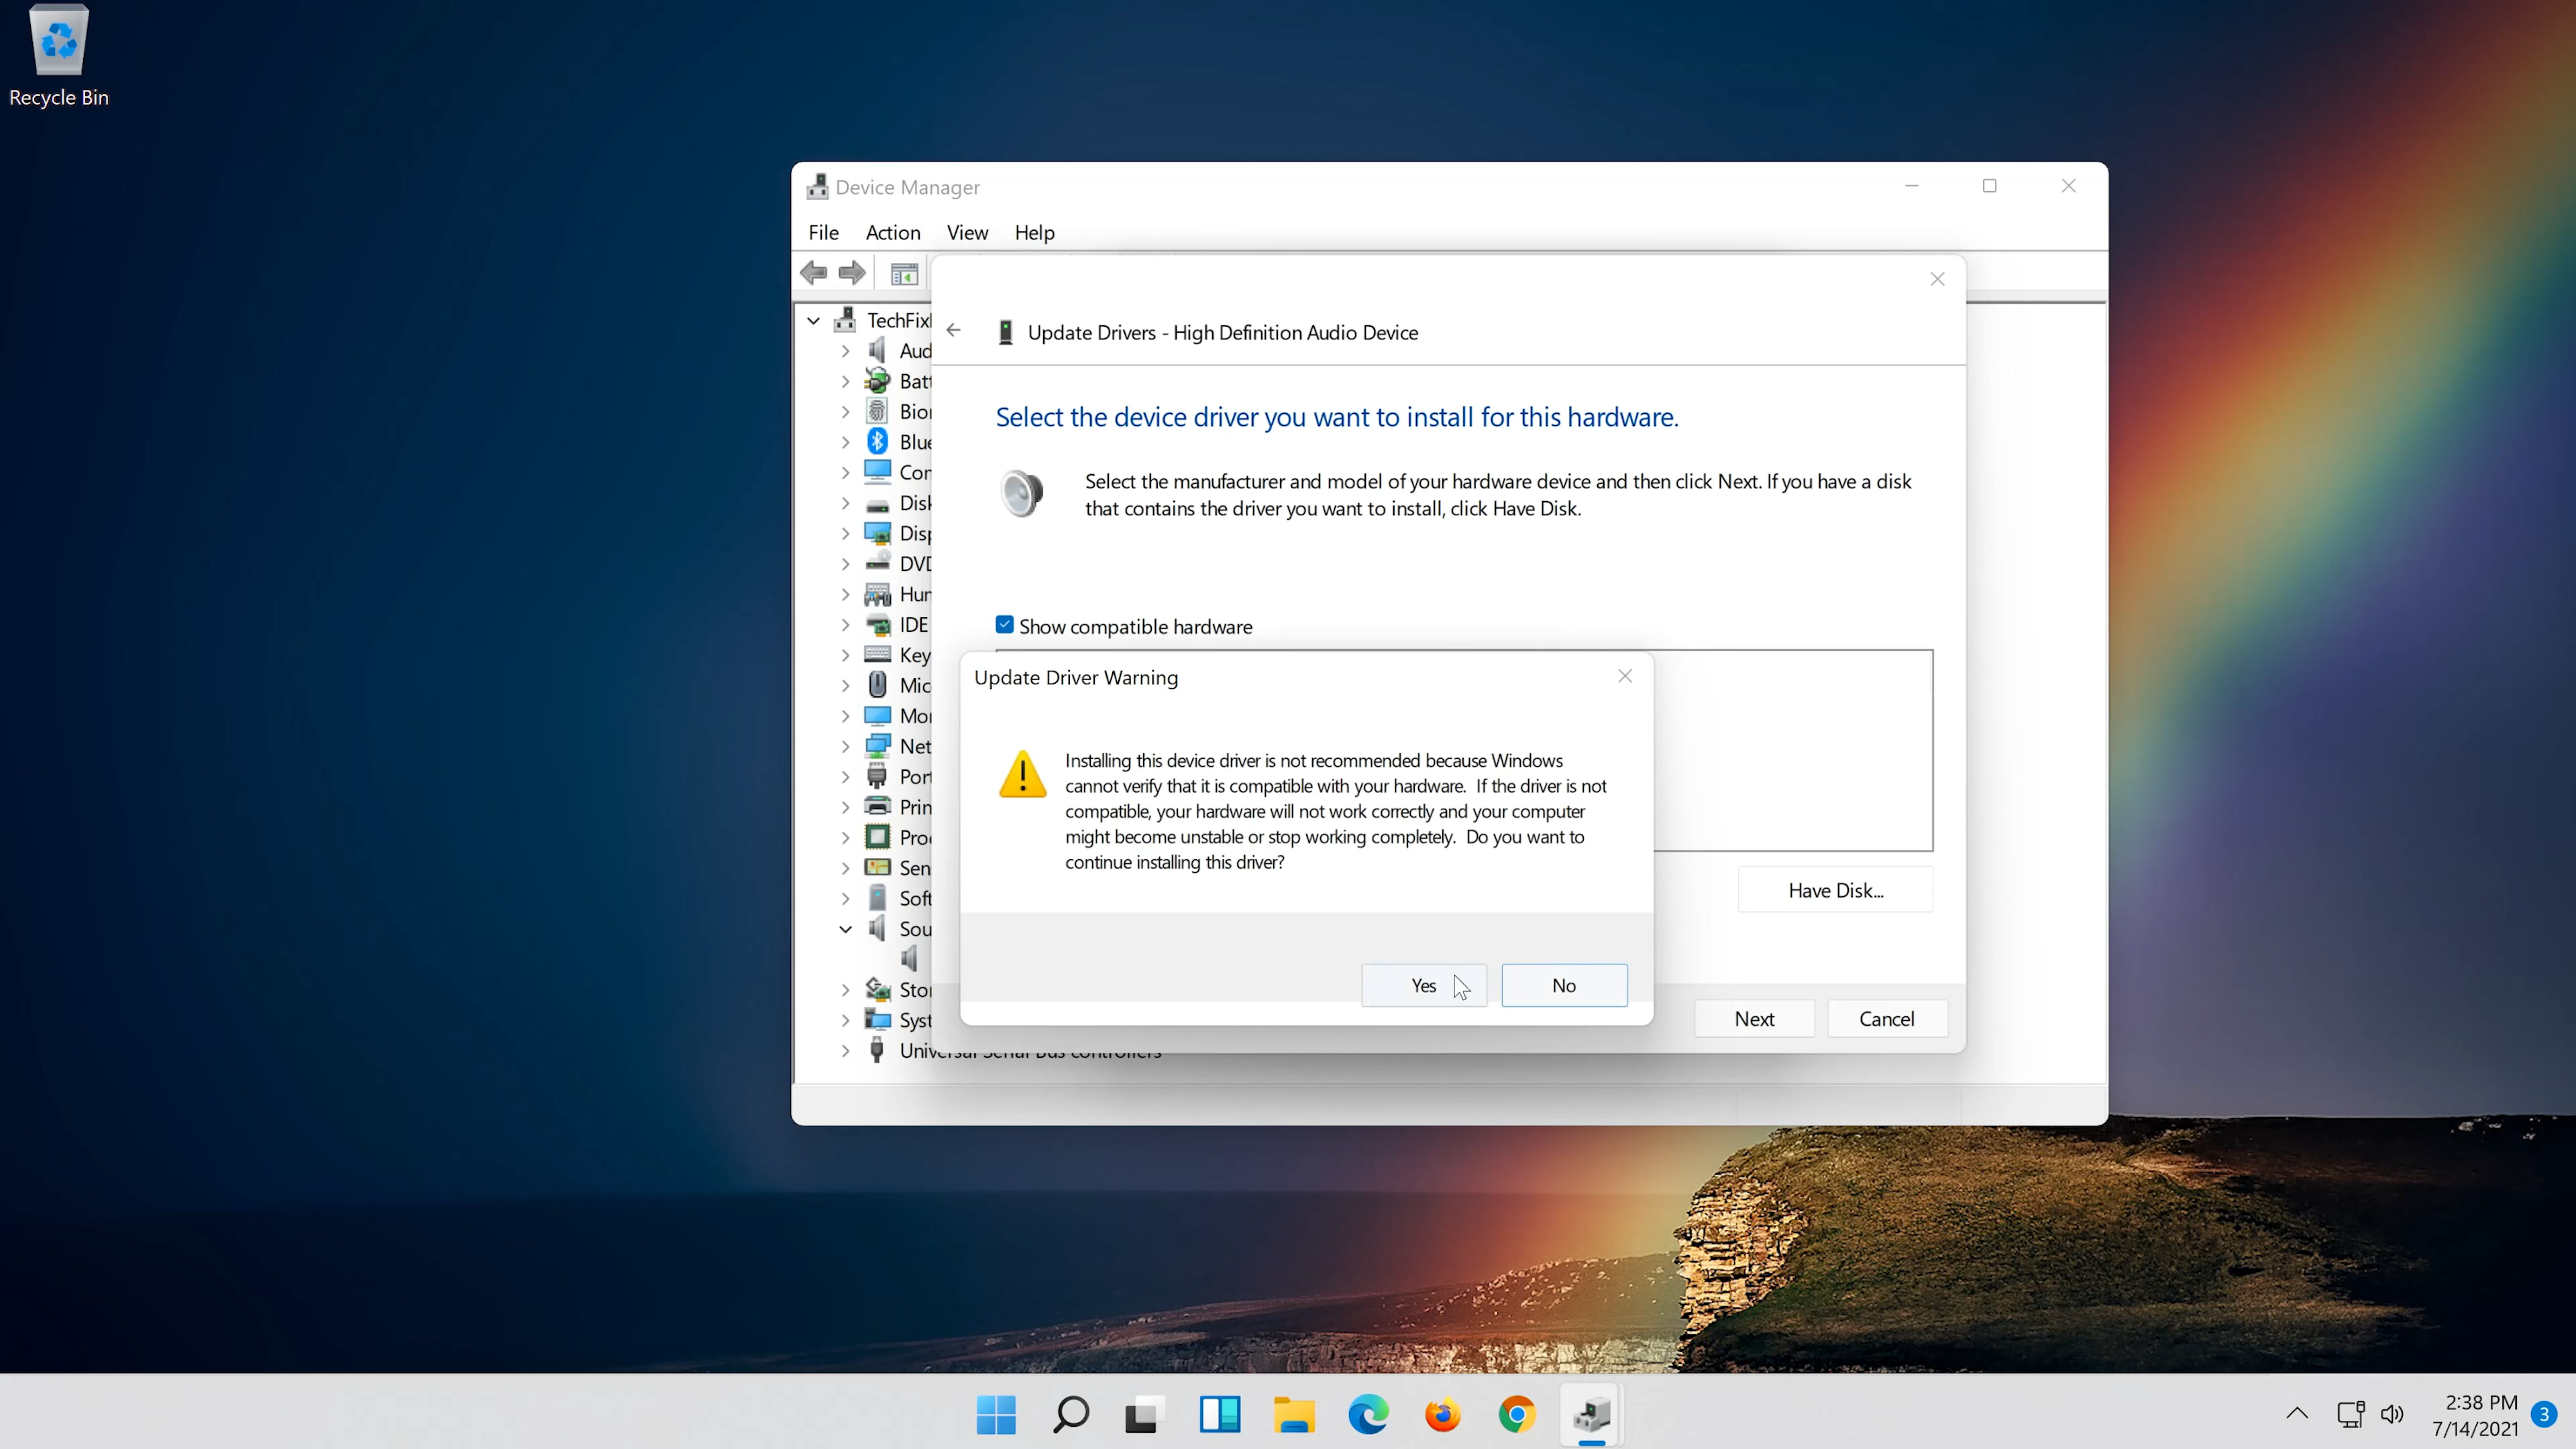 Recycle Bin
Device Manager
File Action View Help
TechFix
Update Drivers - High Definition Audio Device
Aud
Batt
Bior
Blue
Con
Disk
Disp
DVD
Hun
IDE
Key
Mic
Mon
Net
Port
Prin
Proc
Sen
Soft
Sou
Stor
Syst
Universal Serial Bus controllers
Select the device driver you want to install for this hardware.
Select the manufacturer and model of your hardware device and then click Next. If you have a disk
that contains the driver you want to install, click Have Disk.
Show compatible hardware
Update Driver Warning
Installing this device driver is not recommended because Windows
cannot verify that it is compatible with your hardware. If the driver is not
compatible, your hardware will not work correctly and your computer
might become unstable or stop working completely. Do you want to
continue installing this driver?
Yes No
Have Disk...
Next Cancel
2:38 PM
7/14/2021
3